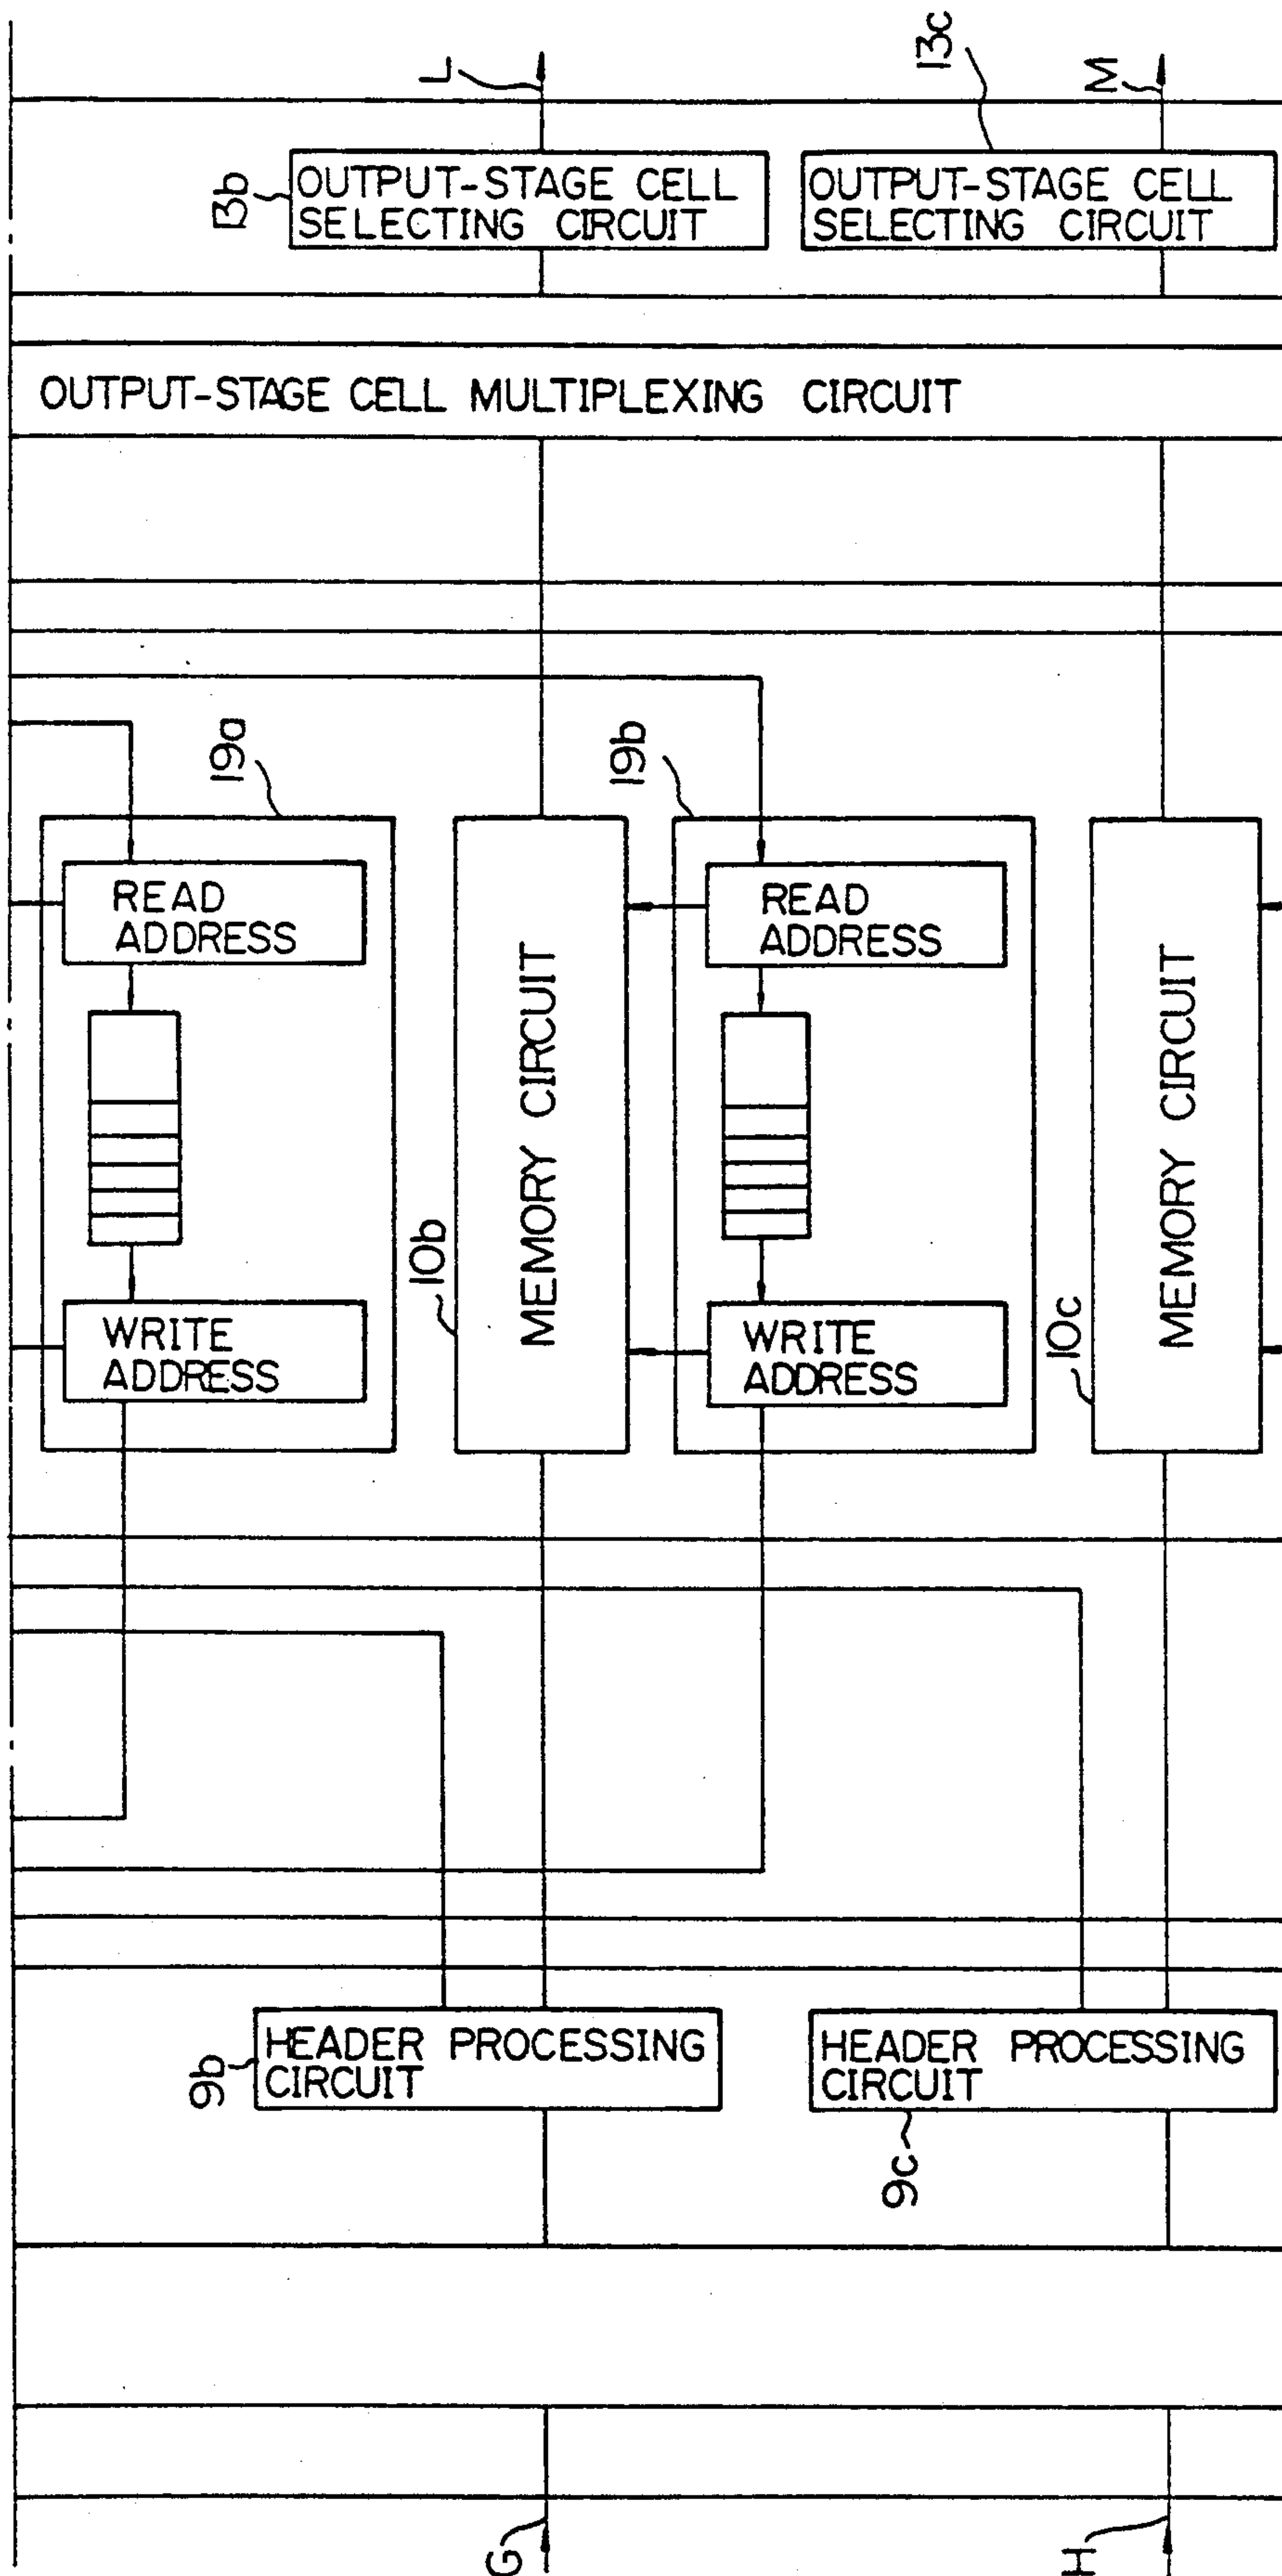 L
13c
M
13b
OUTPUT-STAGE CELL
SELECTING CIRCUIT
OUTPUT-STAGE CELL
SELECTING CIRCUIT
OUTPUT-STAGE CELL MULTIPLEXING CIRCUIT
19a
19b
READ
ADDRESS
READ
ADDRESS
MEMORY CIRCUIT
MEMORY CIRCUIT
10b
10c
WRITE
ADDRESS
WRITE
ADDRESS
9b
HEADER PROCESSING
CIRCUIT
HEADER PROCESSING
CIRCUIT
9c
G
H